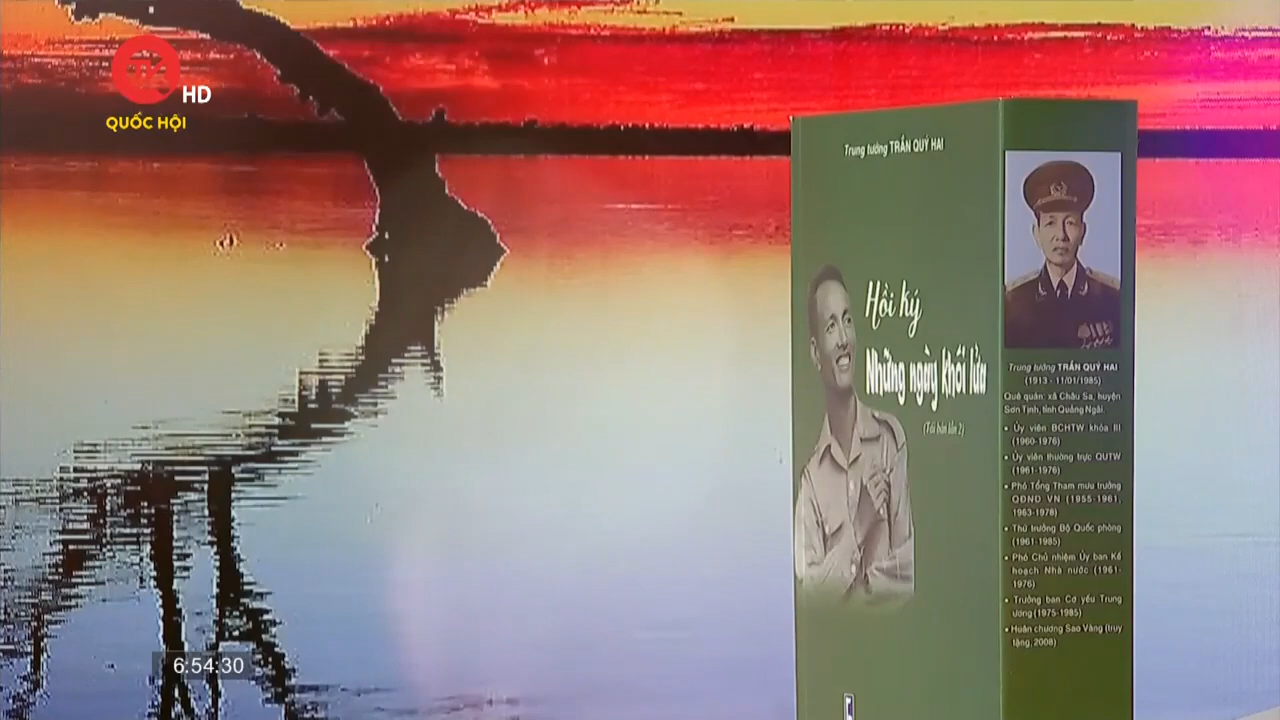 HD
QUỐC HỘI
Trung tướng TRẦN QUÝ HAI
Hồi ký
Những ngày khói lửa
(Tái bản lần 2)
Trung tướng TRẦN QUÝ HAI
(1913 - 11/01/1985)
Quê quán: xã Châu Sa, huyện
Sơn Tịnh, tỉnh Quảng Ngãi.
• Ủy viên BCHTW khóa III
(1960-1976)
• Ủy viên thường trực QUTW
(1961-1976)
• Phó Tổng Tham mưu trưởng
QĐND VN (1955-1961,
1963-1978)
• Thứ trưởng Bộ Quốc phòng
(1961-1985)
• Phó Chủ nhiệm Ủy ban Kế
hoạch Nhà nước (1961-
1976)
• Trưởng ban Cơ yếu Trung
ương (1975-1985)
• Huân chương Sao Vàng (truy
tặng, 2008)
6:54:30